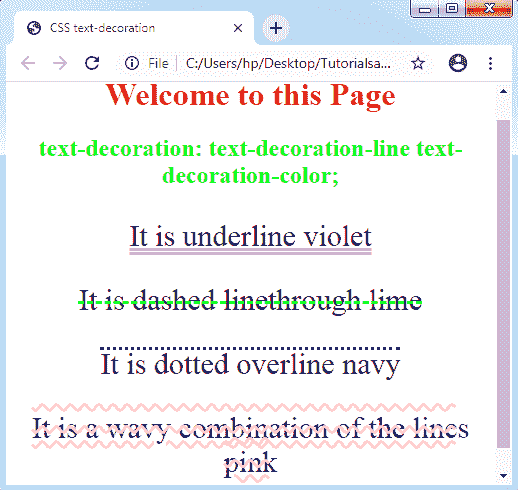 CSS text-decoration
File
C:/Users/hp/Desktop/Tutorialsa...
Welcome to this Page
text-decoration: text-decoration-line text-
decoration-color;
It is underline violet
It is dashed linethrough lime
It is dotted overline navy
It is a wavy combination of the lines
pink